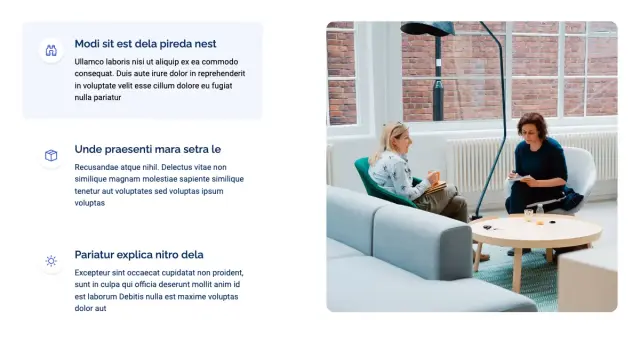 Modi sit est dela pireda nest
Ullamco laboris nisi ut aliquip ex ea commodo
consequat. Duis aute irure dolor in reprehenderit
in voluptate velit esse cillum dolore eu fugiat
nulla pariatur
Unde praesenti mara setra le
Recusandae atque nihil. Delectus vitae non
similique magnam molestiae sapiente similique
tenetur aut voluptates sed voluptas ipsum
voluptas
Pariatur explica nitro dela
Excepteur sint occaecat cupidatat non proident,
sunt in culpa qui officia deserunt mollit anim id
est laborum Debitis nulla est maxime voluptas
dolor aut